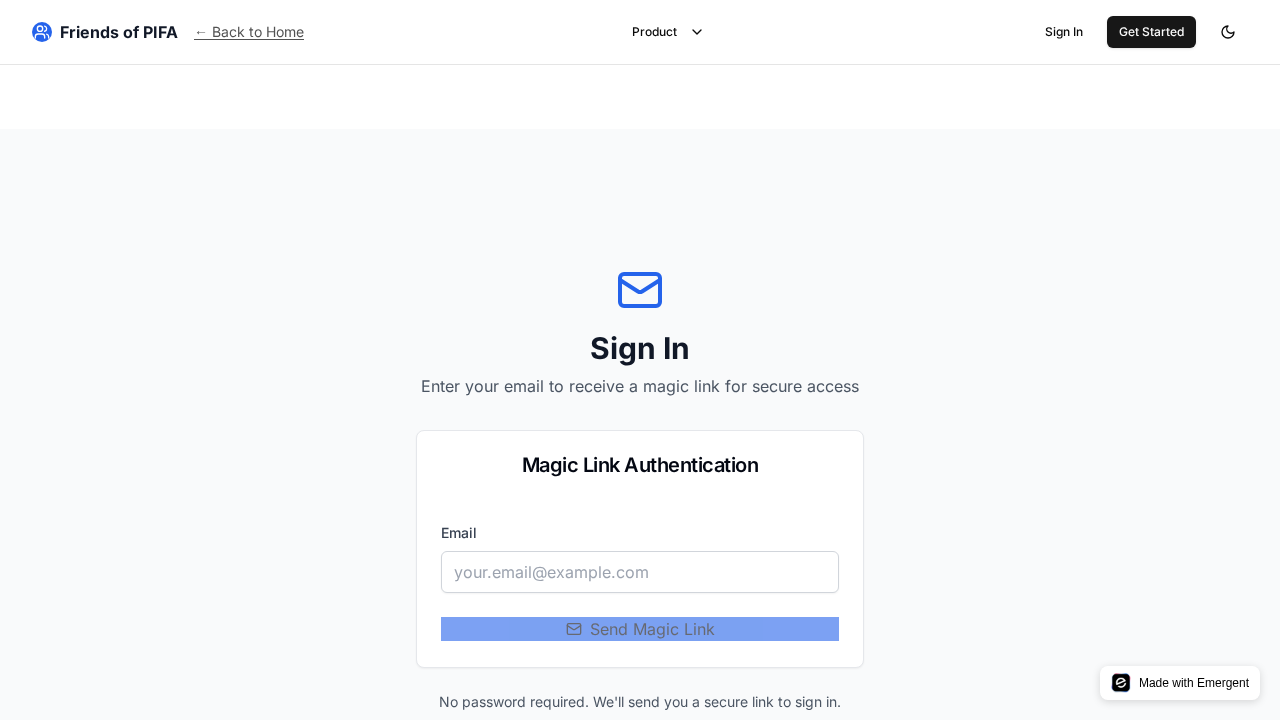 Friends of PIFA
← Back to Home
Product
Sign In
Get Started
Sign In
Enter your email to receive a magic link for secure access
Magic Link Authentication
Email
your.email@example.com
Send Magic Link
No password required. We'll send you a secure link to sign in.
Made with Emergent